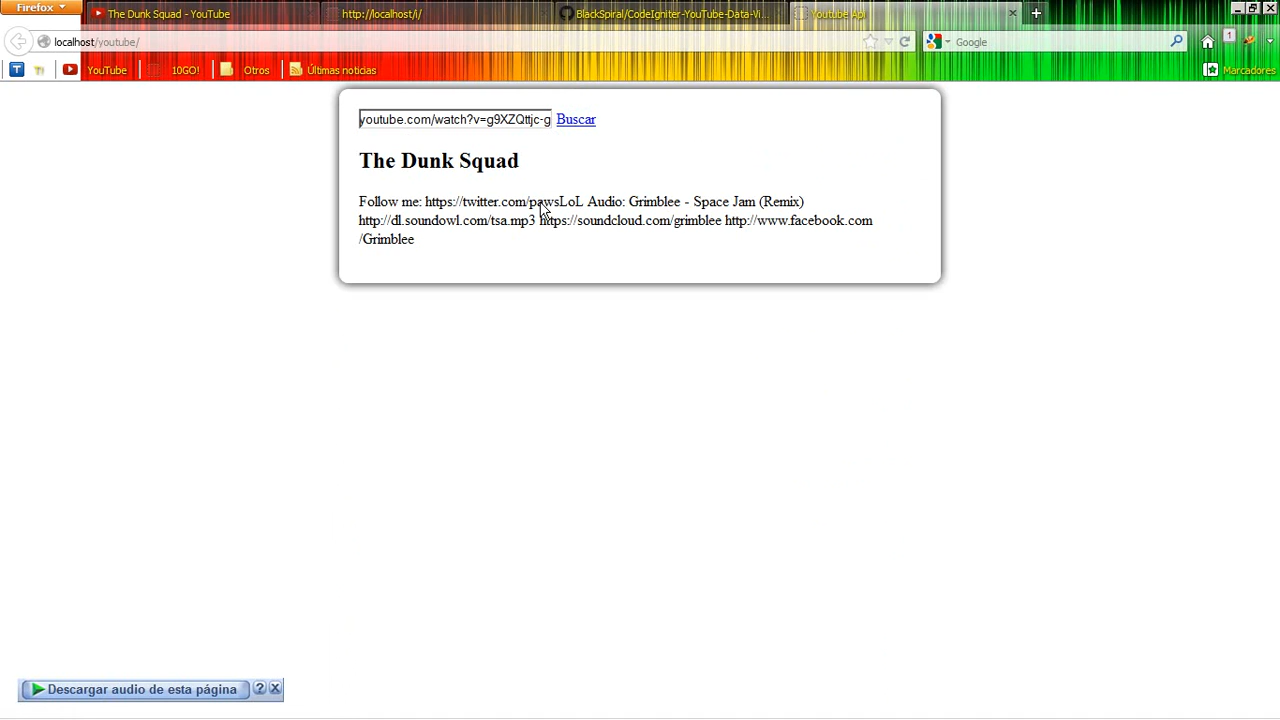 Firefox
The Dunk Squad - YouTube
http://localhost/i/
BlackSpiral/CodeIgniter-YouTube-Data-Vi...
Youtube Api
localhost/youtube/
Google
1
YouTube
10GO!
Otros
Últimas noticias
Marcadores
youtube.com/watch?v=g9XZQttjc-g Buscar
The Dunk Squad
Follow me: https://twitter.com/pawsLoL Audio: Grimblee - Space Jam (Remix)
http://dl.soundowl.com/tsa.mp3 https://soundcloud.com/grimblee http://www.facebook.com
/Grimblee
Descargar audio de esta página